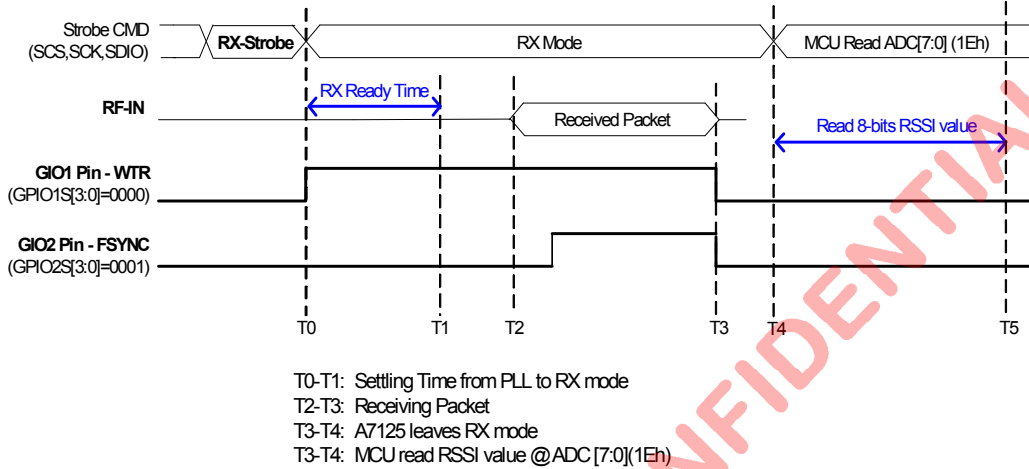 Strobe CMD
(SCS,SCK,SDIO)
RX-Strobe
RX Mode
MCU Read ADC[7:0] (1Eh)
RX Ready Time
RF-IN
Received Packet
Read 8-bits RSSI value
GIO1 Pin - WTR
(GPIO1S[3:0]=0000)
GIO2 Pin - FSYNC
(GPIO2S[3:0]=0001)
T0 T1 T2 T3 T4 T5
T0-T1: Settling Time from PLL to RX mode
T2-T3: Receiving Packet
T3-T4: A7125 leaves RX mode
T3-T4: MCU read RSSI value @ ADC [7:0](1Eh)
NFIDENTIAL